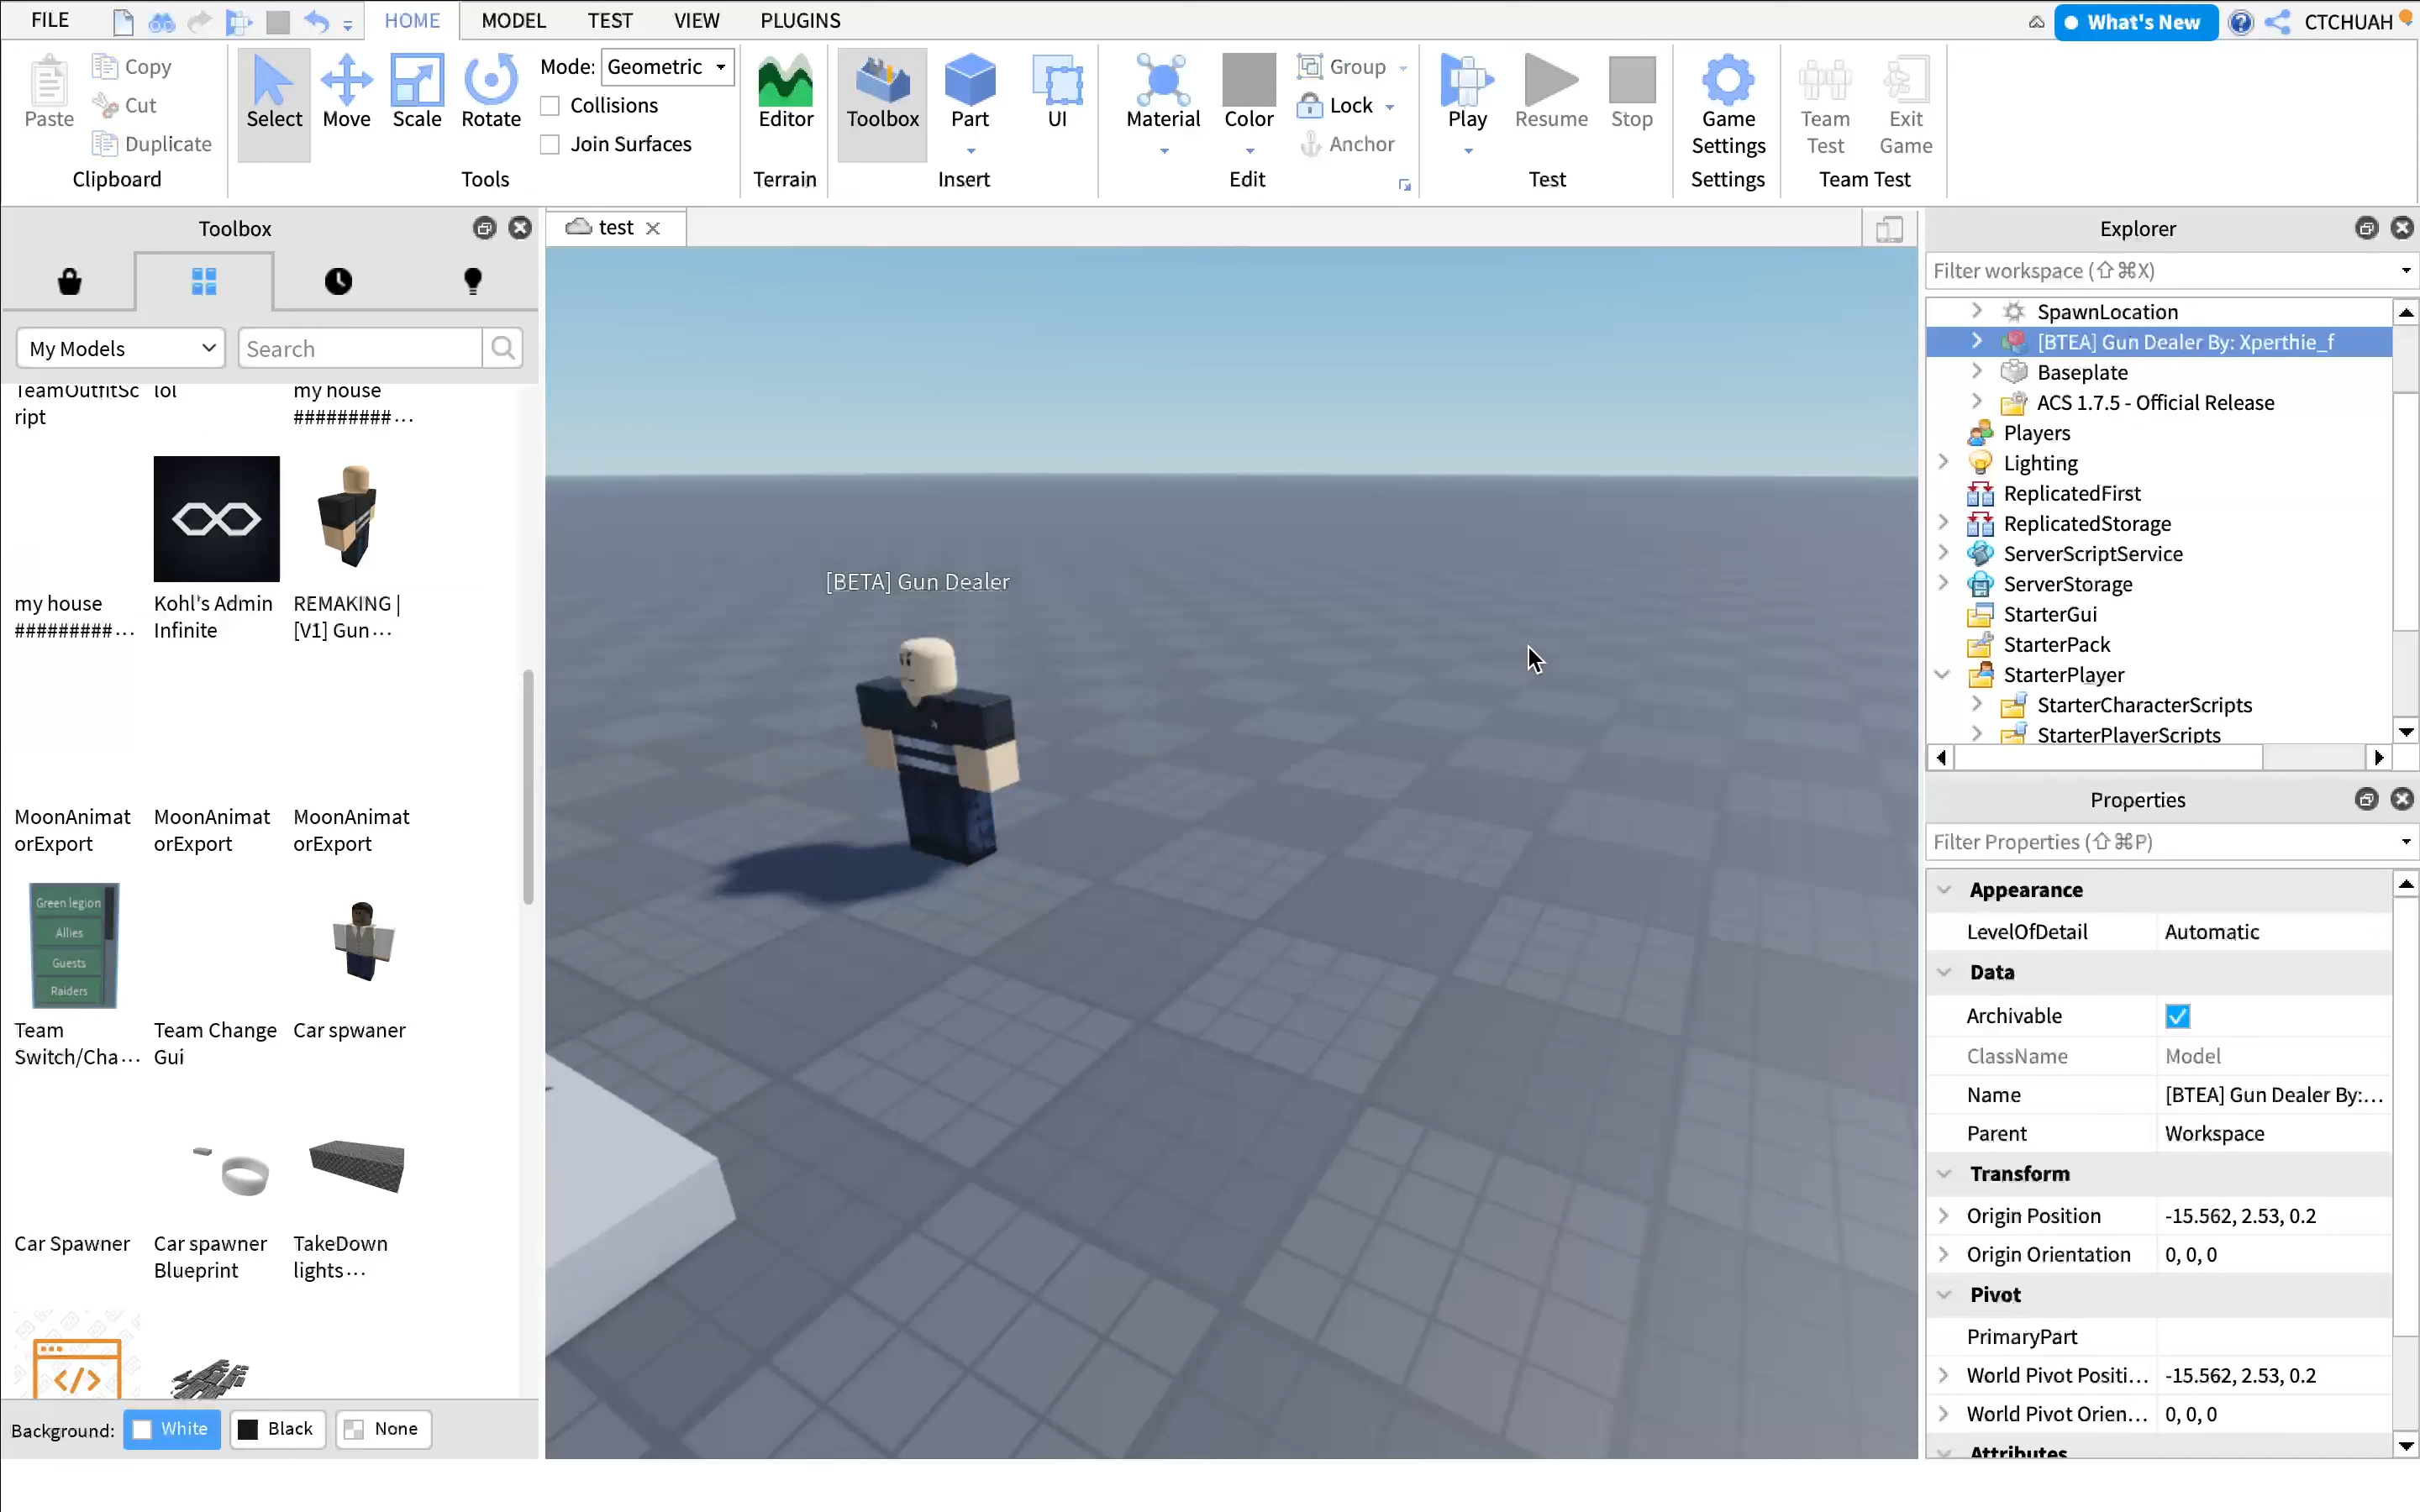 FILE
HOME
MODEL
TEST
VIEW
PLUGINS
What's New
CTCHUAH
Paste
Copy
Cut
Duplicate
Clipboard
Select
Move
Scale
Rotate
Mode: Geometric
Collisions
Join Surfaces
Tools
Editor
Terrain
Toolbox
Part
UI
Insert
Material
Color
Group
Lock
Anchor
Edit
Play
Resume
Stop
Test
Game
Settings
Settings
Team
Test
Exit
Game
Team Test
Toolbox
My Models
Search
TeamOutfitSc
ript
lol
my house
#########...
my house
#########...
Kohl's Admin
Infinite
REMAKING |
[V1] Gun...
MoonAnimat
orExport
MoonAnimat
orExport
MoonAnimat
orExport
Green legion
Allies
Guests
Raiders
Team
Switch/Cha...
Team Change
Gui
Car spwaner
Car Spawner
Car spawner
Blueprint
TakeDown
lights...
</>
Background:
White
Black
None
test
[BETA] Gun Dealer
Explorer
Filter workspace (⇧⌘X)
SpawnLocation
[BTEA] Gun Dealer By: Xperthie_f
Baseplate
ACS 1.7.5 - Official Release
Players
Lighting
ReplicatedFirst
ReplicatedStorage
ServerScriptService
ServerStorage
StarterGui
StarterPack
StarterPlayer
StarterCharacterScripts
StarterPlayerScripts
Properties
Filter Properties (⇧⌘P)
Appearance
LevelOfDetail Automatic
Data
Archivable
ClassName Model
Name [BTEA] Gun Dealer By:...
Parent Workspace
Transform
Origin Position -15.562, 2.53, 0.2
Origin Orientation 0, 0, 0
Pivot
PrimaryPart
World Pivot Positi... -15.562, 2.53, 0.2
World Pivot Orien... 0, 0, 0
Attributes